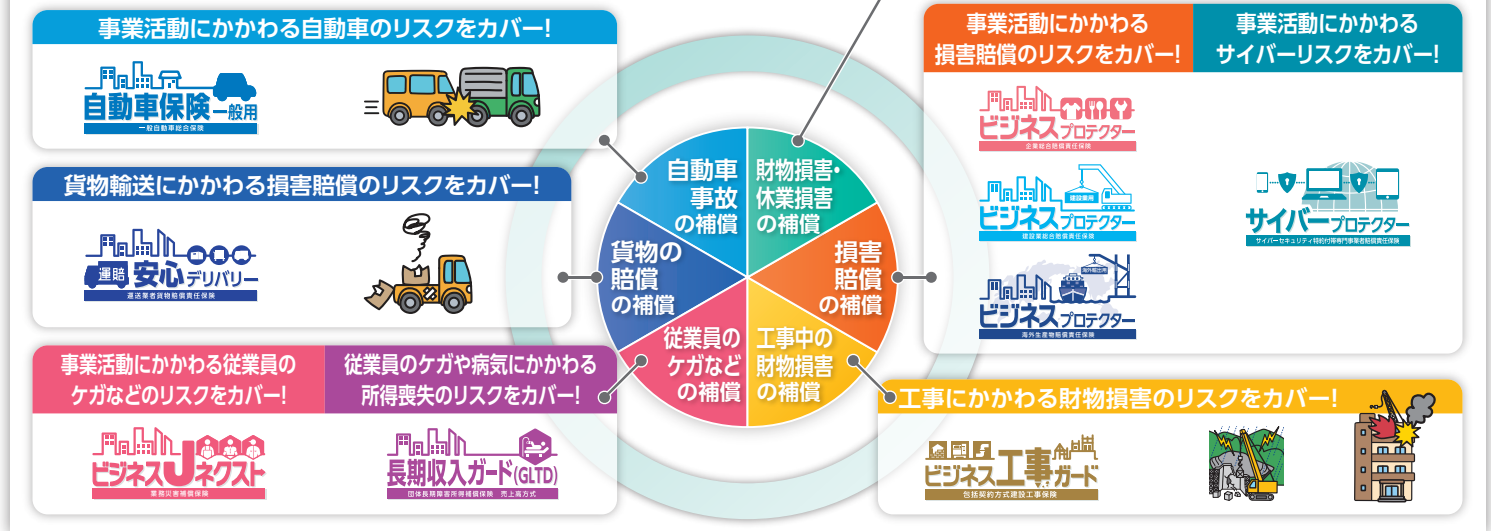 事業活動にかかわる自動車のリスクをカバー!
自動車保険 一般用
一般自動車総合保険
貨物輸送にかかわる損害賠償のリスクをカバー!
運賠 安心デリバリー
運送業者貨物賠償責任保険
事業活動にかかわる従業員の
ケガなどのリスクをカバー!
ビジネスJネクスト
業務災害補償保険
従業員のケガや病気にかかわる
所得喪失のリスクをカバー!
長期収入ガード(GLTD)
団体長期障害所得補償保険 売上高方式
自動車
事故
の補償
財物損害・
休業損害
の補償
貨物の
賠償
の補償
損害
賠償
の補償
従業員の
ケガなど
の補償
工事中の
財物損害
の補償
事業活動にかかわる
損害賠償のリスクをカバー!
ビジネスプロテクター
企業総合賠償責任保険
建設業用
ビジネスプロテクター
建設業総合賠償責任保険
海外輸出用
ビジネスプロテクター
海外生産物賠償責任保険
事業活動にかかわる
サイバーリスクをカバー!
サイバープロテクター
サイバーセキュリティ特約付帯専門事業者賠償責任保険
工事にかかわる財物損害のリスクをカバー!
ビジネス工事ガード
包括契約方式建設工事保険